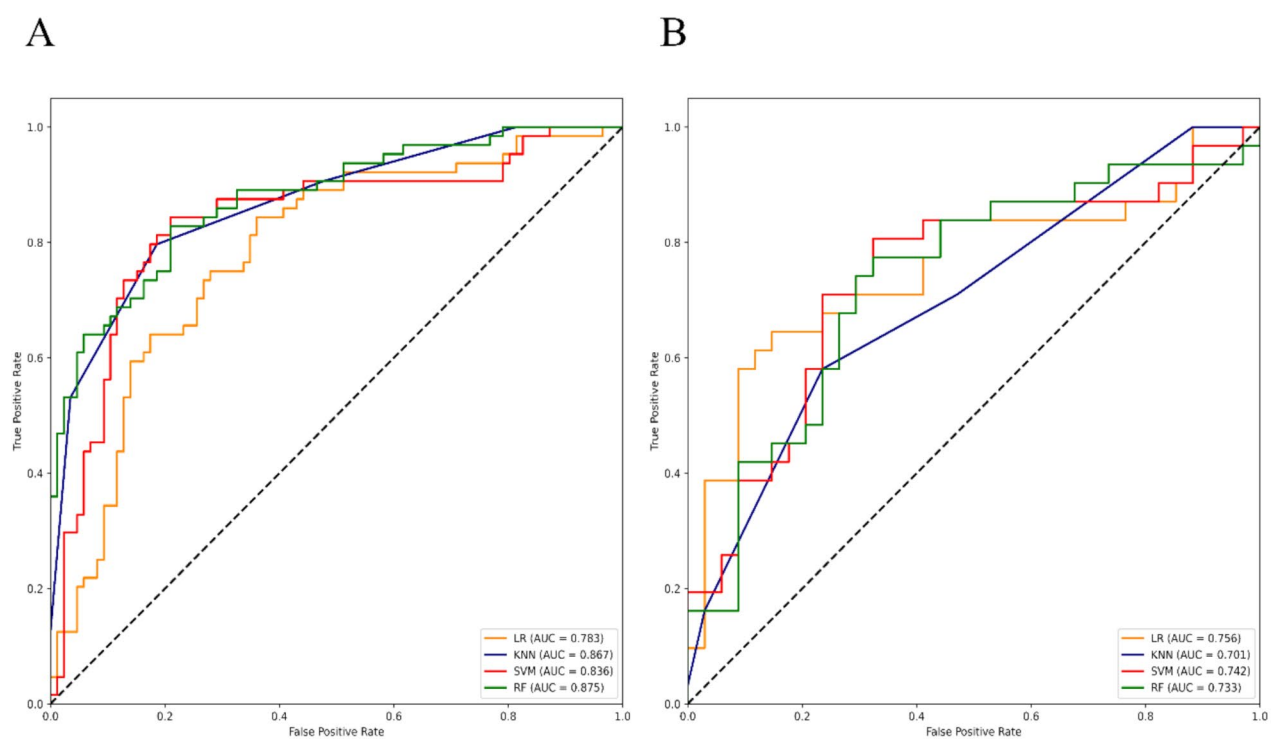 A
B
1.0
0.8
0.6
0.4
0.2
0.0
True Positive Rate
0.0 0.2 0.4 0.6 0.8 1.0
False Positive Rate
LR (AUC = 0.783)
KNN (AUC = 0.867)
SVM (AUC = 0.836)
RF (AUC = 0.875)
1.0
0.8
0.6
0.4
0.2
0.0
True Positive Rate
0.0 0.2 0.4 0.6 0.8 1.0
False Positive Rate
LR (AUC = 0.756)
KNN (AUC = 0.701)
SVM (AUC = 0.742)
RF (AUC = 0.733)